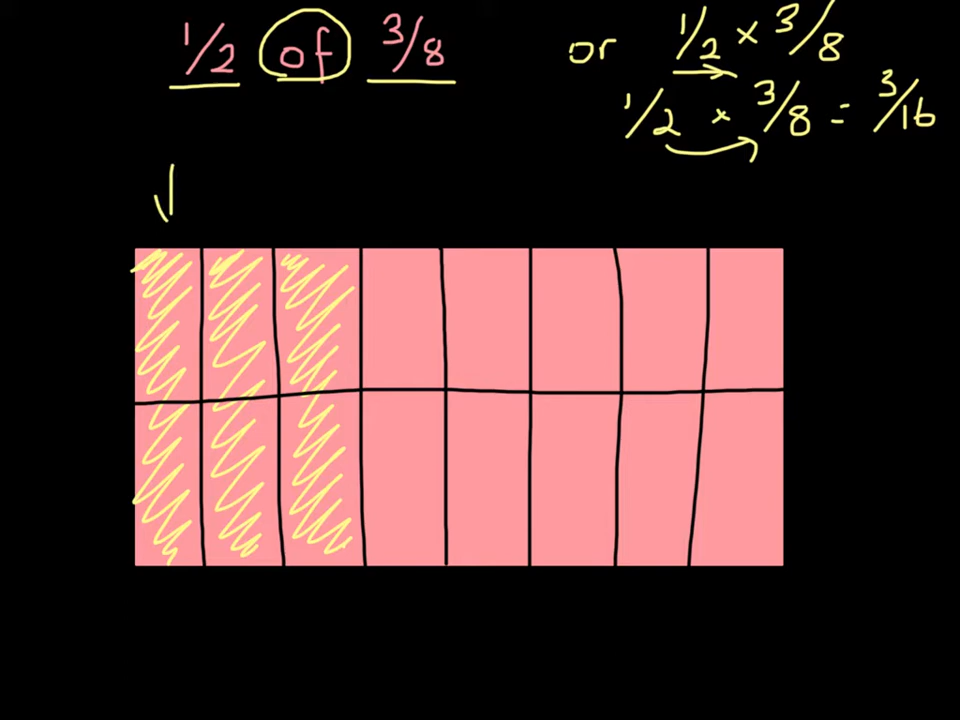 1/2 of 3/8 or 1/2 × 3/8
1/2 × 3/8 = 3/16